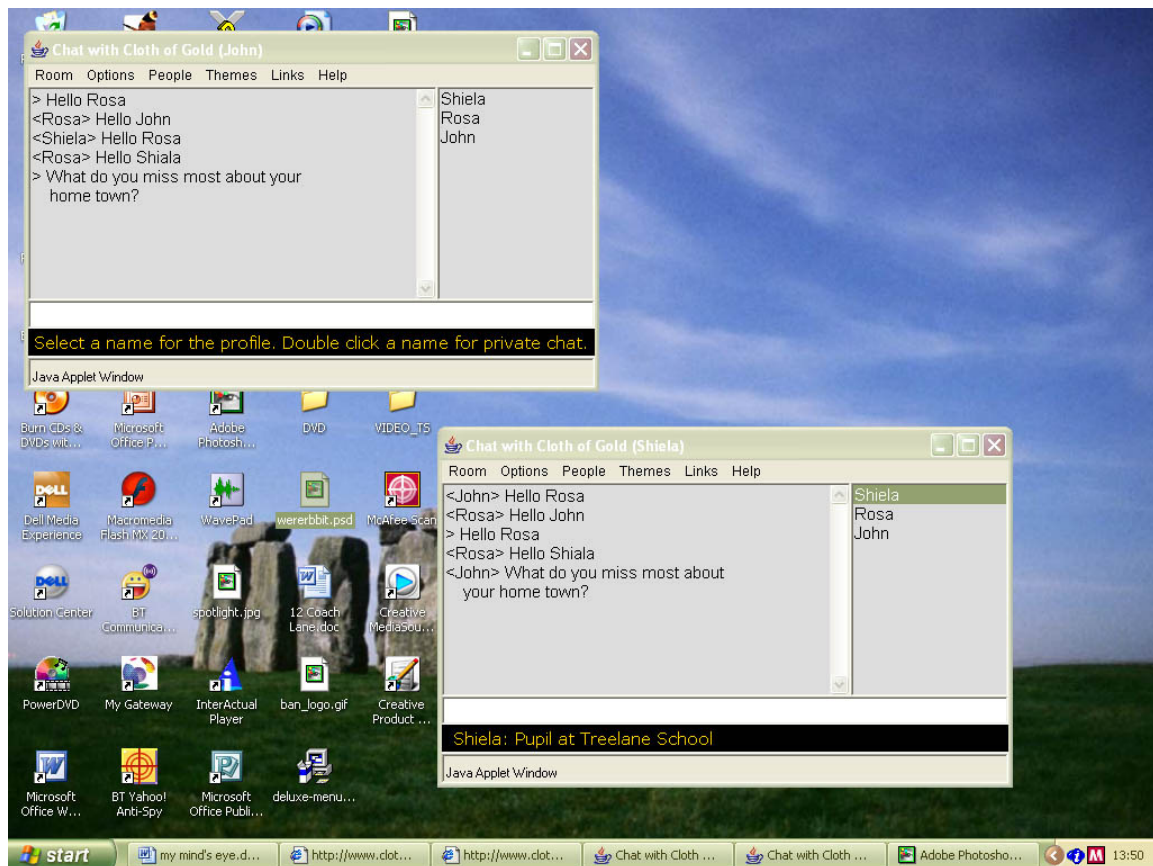 Chat with Cloth of Gold (John)
Room Options People Themes Links Help
> Hello Rosa
<Rosa> Hello John
<Shiela> Hello Rosa
<Rosa> Hello Shiala
> What do you miss most about your
home town?
Shiela
Rosa
John
Select a name for the profile. Double click a name for private chat.
Java Applet Window
Burn CDs &
DVDs wit...
Microsoft
Office P...
Adobe
Photosh...
DVD
VIDEO_TS
Chat with Cloth of Gold (Shiela)
Room Options People Themes Links Help
<John> Hello Rosa
<Rosa> Hello John
> Hello Rosa
<Rosa> Hello Shiala
<John> What do you miss most about
your home town?
Shiela
Rosa
John
Shiela: Pupil at Treelane School
Java Applet Window
DELL
Dell Media
Experience
Macromedia
Flash MX 20...
WavePad
wererbbit.psd
McAfee Scan
DELL
Solution Center
BT
Communica...
spotlight.jpg
12 Coach
Lane.doc
Creative
MediaSou...
PowerDVD
My Gateway
InterActual
Player
ban_logo.gif
Creative
Product ...
Microsoft
Office W...
BT Yahoo!
Anti-Spy
Microsoft
Office Publi...
deluxe-menu...
start
my mind's eye.d...
http://www.clot...
http://www.clot...
Chat with Cloth ...
Chat with Cloth ...
Adobe Photosho...
13:50